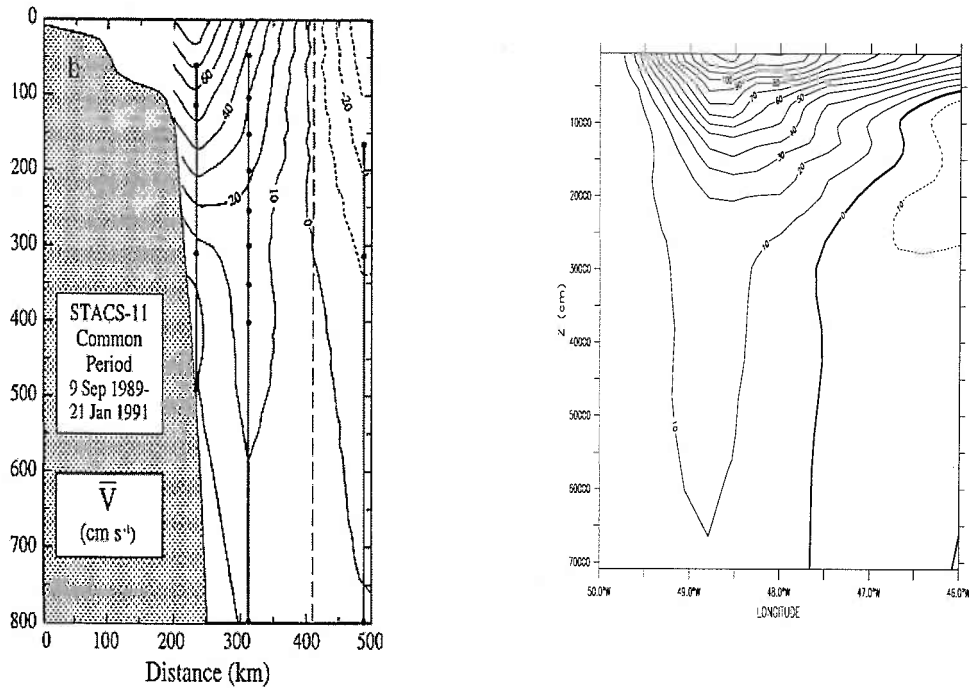 0
100
200
300
400
500
600
700
800
STACS-11
Common
Period
9 Sep 1989-
21 Jan 1991
V̅
(cm s⁻¹)
60
40
20
10
0
-20
0 100 200 300 400 500
Distance (km)
10000
20000
30000
40000
50000
60000
70000
Z (cm)
70
60
50
40
30
20
10
0
10
10
50.0°W 49.0°W 48.0°W 47.0°W 46.0°W
LONGITUDE